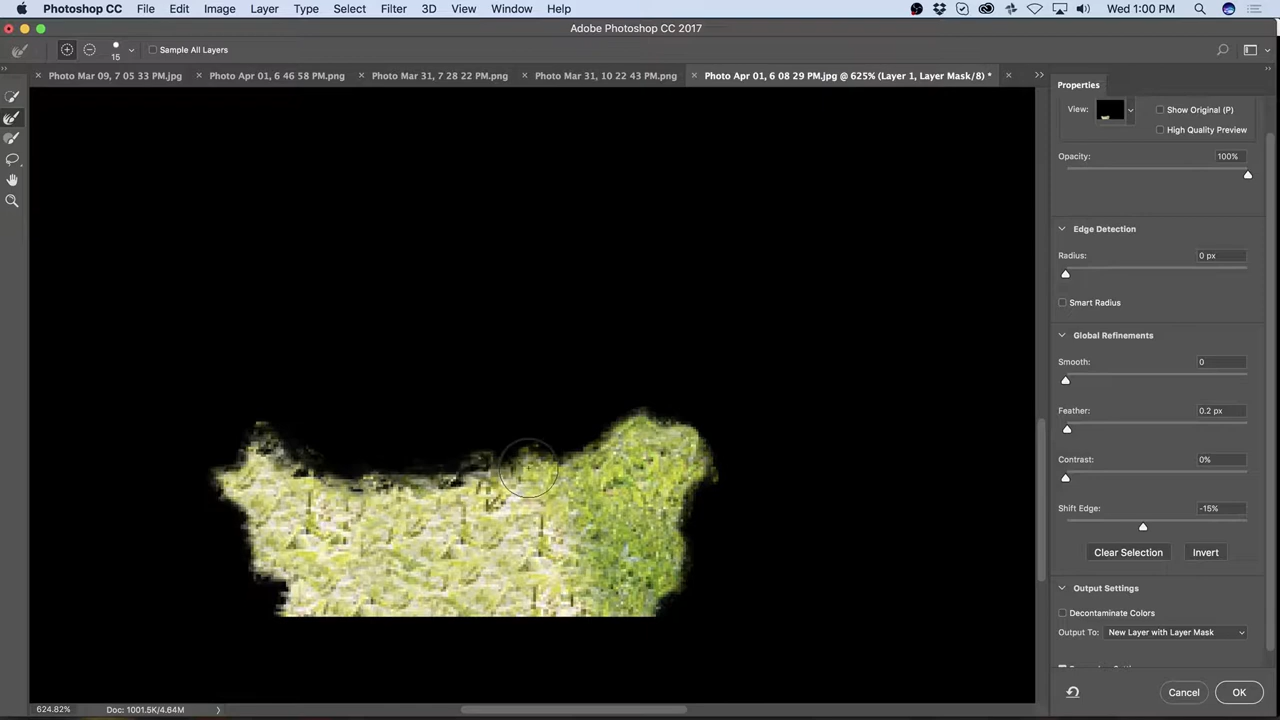 Photoshop CC File Edit Image Layer Type Select Filter 3D View Window Help Wed 1:00 PM
Adobe Photoshop CC 2017
15 Sample All Layers
Photo Mar 09, 7 05 33 PM.jpg Photo Apr 01, 6 46 58 PM.png Photo Mar 31, 7 28 22 PM.png Photo Mar 31, 10 22 43 PM.png Photo Apr 01, 6 08 29 PM.jpg @ 625% (Layer 1, Layer Mask/8) *
Properties
View: Show Original (P)
High Quality Preview
Opacity: 100%
Edge Detection
Radius: 0 px
Smart Radius
Global Refinements
Smooth: 0
Feather: 0.2 px
Contrast: 0%
Shift Edge: -15%
Clear Selection Invert
Output Settings
Decontaminate Colors
Output To: New Layer with Layer Mask
Cancel OK
624.82% Doc: 1001.5K/4.64M